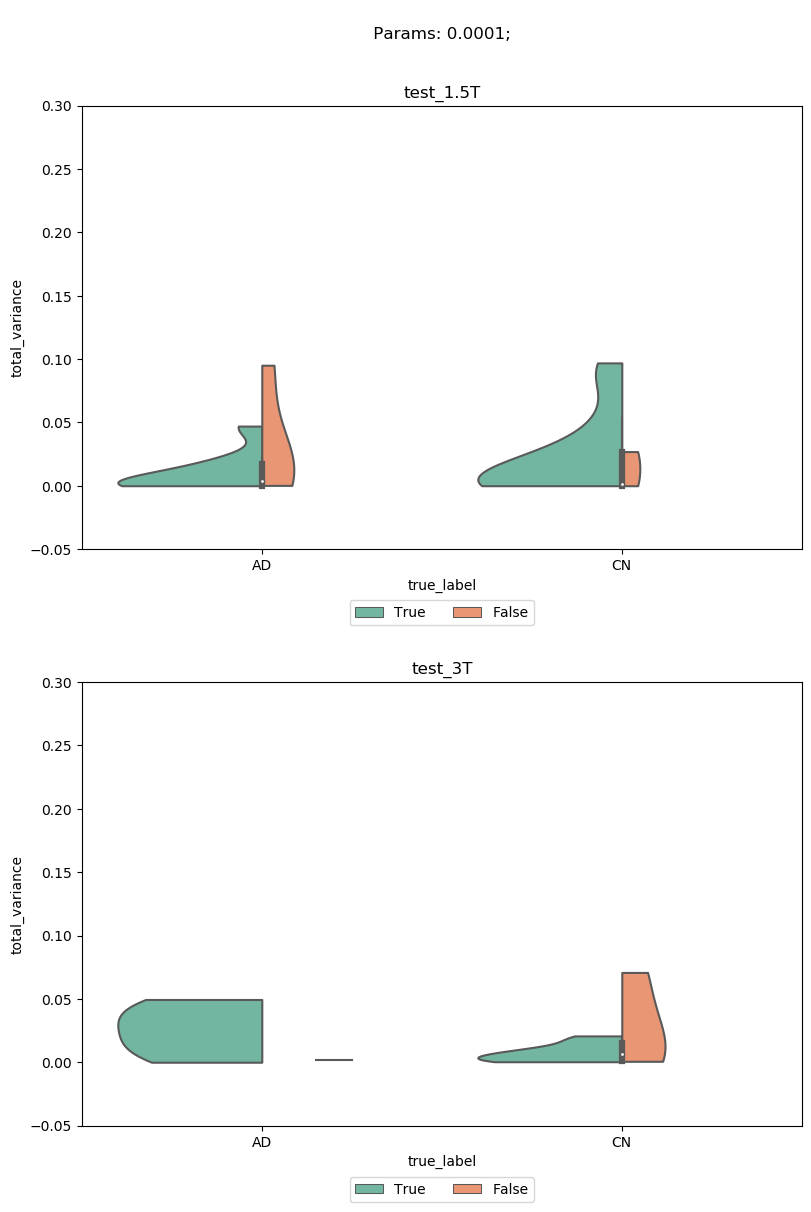 Params: 0.0001;
test_1.5T
0.30
0.25
0.20
0.15
0.10
0.05
0.00
−0.05
total_variance
AD
CN
true_label
True
False
test_3T
0.30
0.25
0.20
0.15
0.10
0.05
0.00
−0.05
total_variance
AD
CN
true_label
True
False